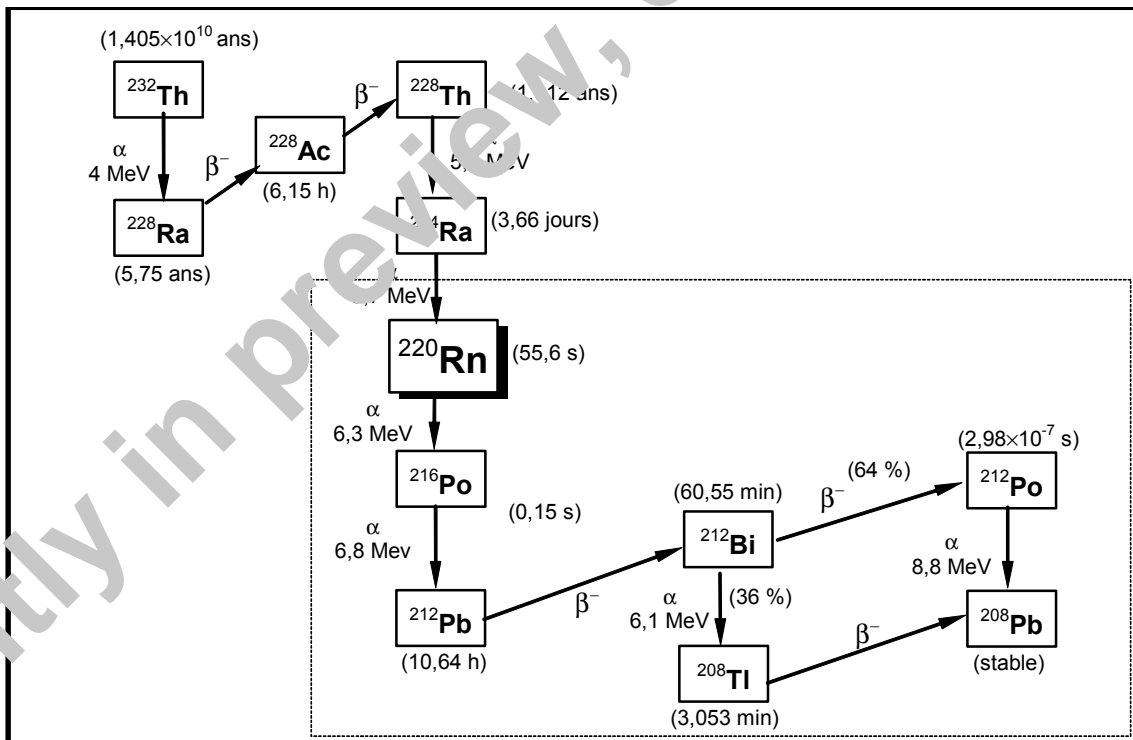 (1,405×10¹⁰ ans)
²³²Th
α
4 MeV
²²⁸Ra
(5,75 ans)
β⁻
²²⁸Ac
(6,15 h)
β⁻
²²⁸Th
MeV
Ra
(3,66 jours)
MeV
²²⁰Rn
(55,6 s)
α
6,3 MeV
²¹⁶Po
(0,15 s)
α
6,8 Mev
²¹²Pb
(10,64 h)
β⁻
(60,55 min)
²¹²Bi
(64 %)
β⁻
(2,98×10⁻⁷ s)
²¹²Po
α
8,8 MeV
α
6,1 MeV
(36 %)
²⁰⁸Tl
(3,053 min)
β⁻
²⁰⁸Pb
(stable)
in preview,